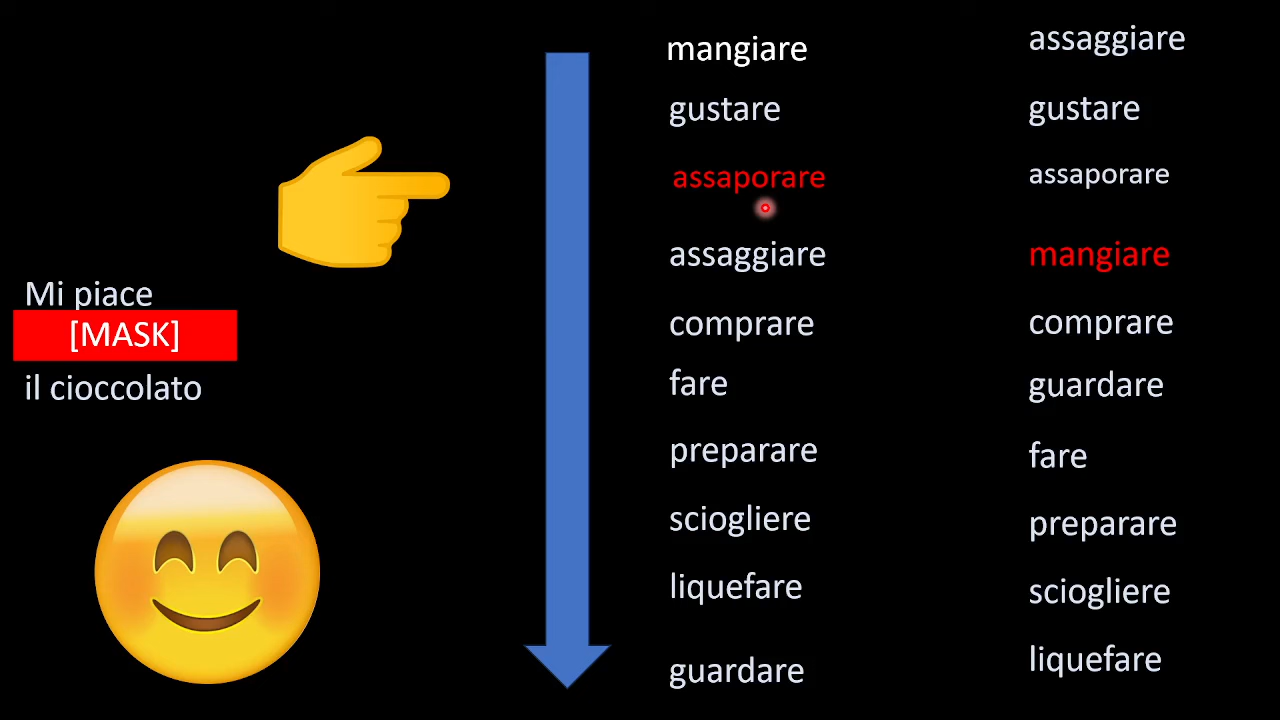 Mi piace
[MASK]
il cioccolato
mangiare
gustare
assaporare
assaggiare
comprare
fare
preparare
sciogliere
liquefare
guardare
assaggiare
gustare
assaporare
mangiare
comprare
guardare
fare
preparare
sciogliere
liquefare